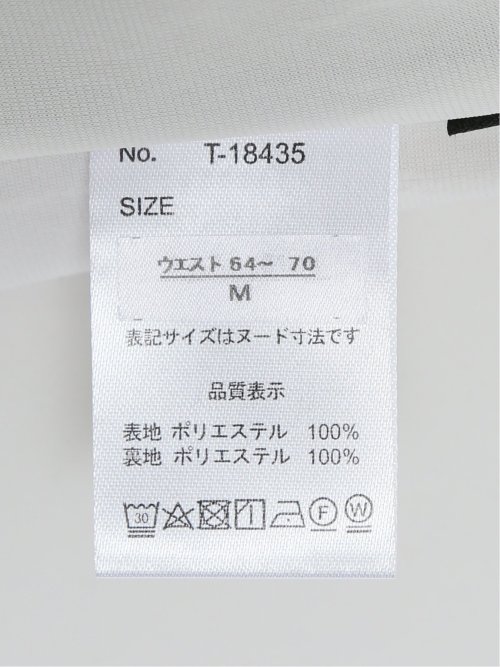 No. T-18435
SIZE
ウエスト 64〜 70
M
表記サイズはヌード寸法です
品質表示
表地 ポリエステル 100%
裏地 ポリエステル 100%
30 F W